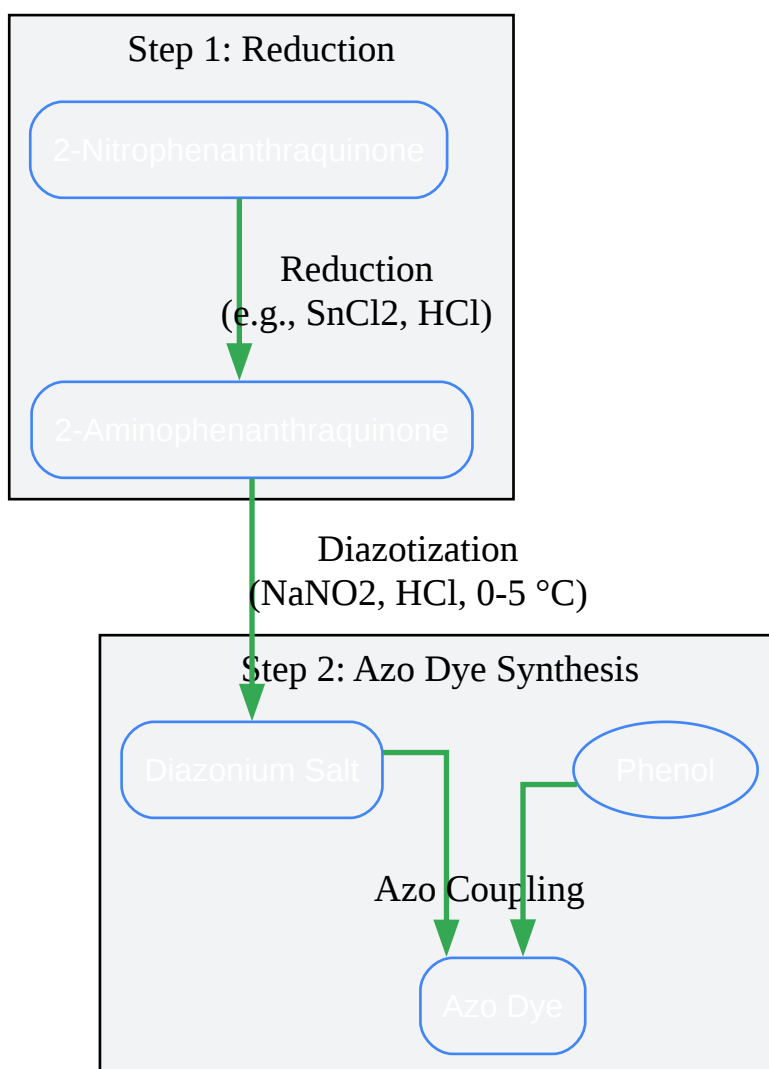 Step 1: Reduction
2-Nitrophenanthraquinone
Reduction
(e.g., SnCl2, HCl)
2-Aminophenanthraquinone
Diazotization
(NaNO2, HCl, 0-5 °C)
Step 2: Azo Dye Synthesis
Diazonium Salt
Phenol
Azo Coupling
Azo Dye